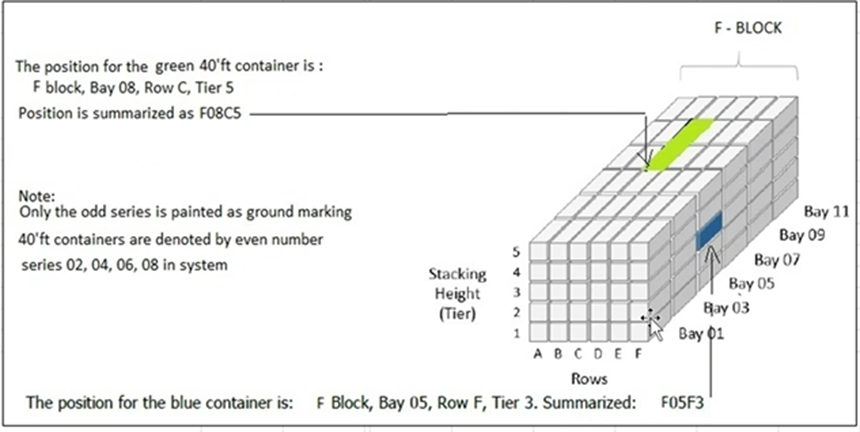 F - BLOCK
The position for the green 40'ft container is :
F block, Bay 08, Row C, Tier 5
Position is summarized as F08C5
Note:
Only the odd series is painted as ground marking
40'ft containers are denoted by even number
series 02, 04, 06, 08 in system
Bay 11
Bay 09
Bay 07
Bay 05
Bay 03
Bay 01
Stacking
Height
(Tier)
5
4
3
2
1
A B C D E F
Rows
The position for the blue container is: F Block, Bay 05, Row F, Tier 3. Summarized: F05F3